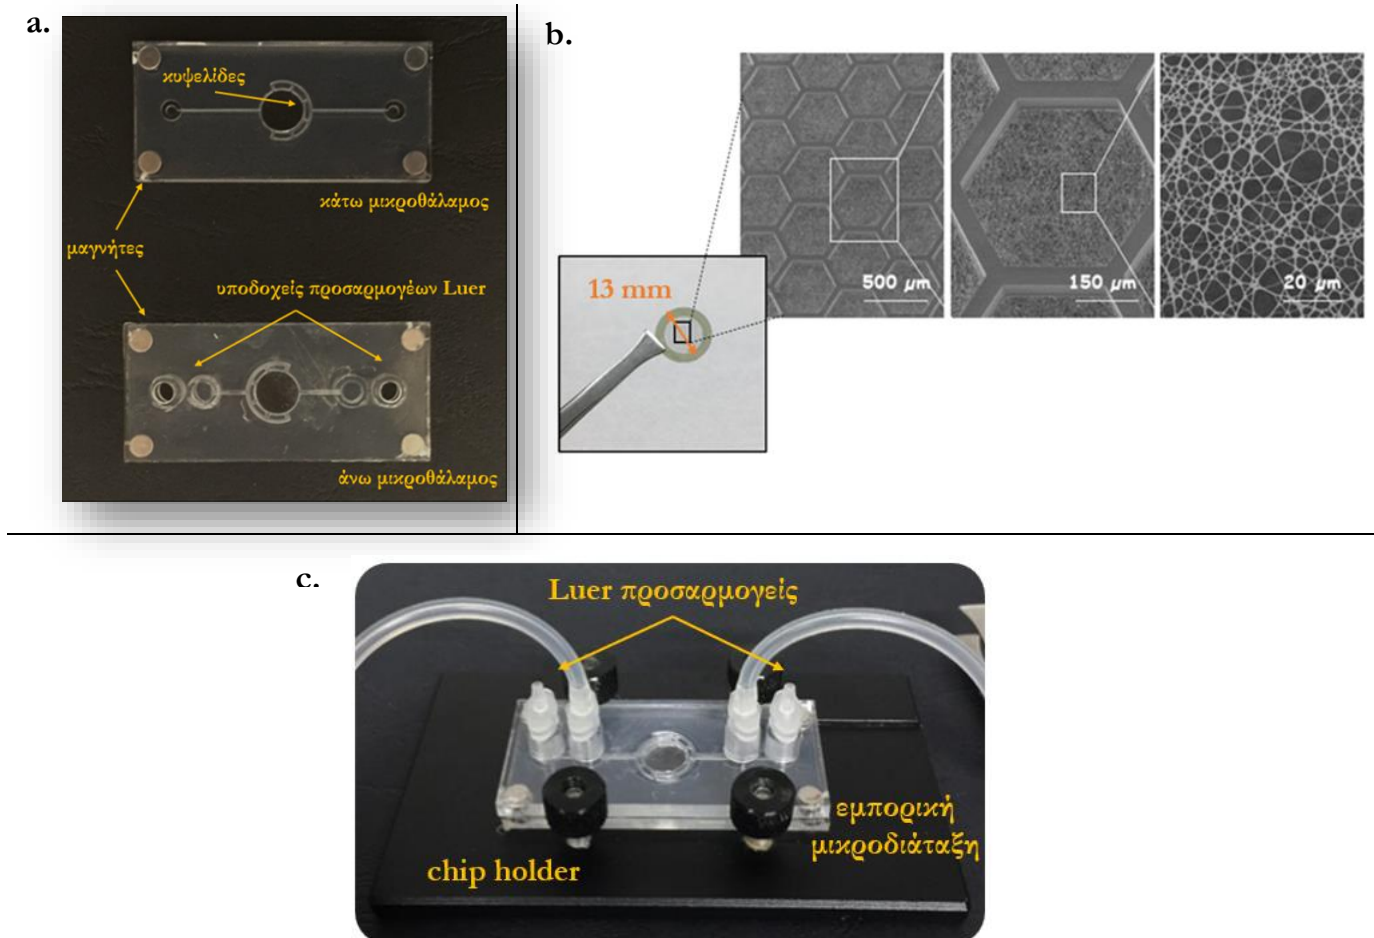 a.
κυψελίδες
κάτω μικροθάλαμος
μαγνήτες
υποδοχείς προσαρμογέων Luer
άνω μικροθάλαμος
b.
13 mm
500 µm
150 µm
20 µm
c.
Luer προσαρμογείς
εμπορική
μικροδιάταξη
chip holder